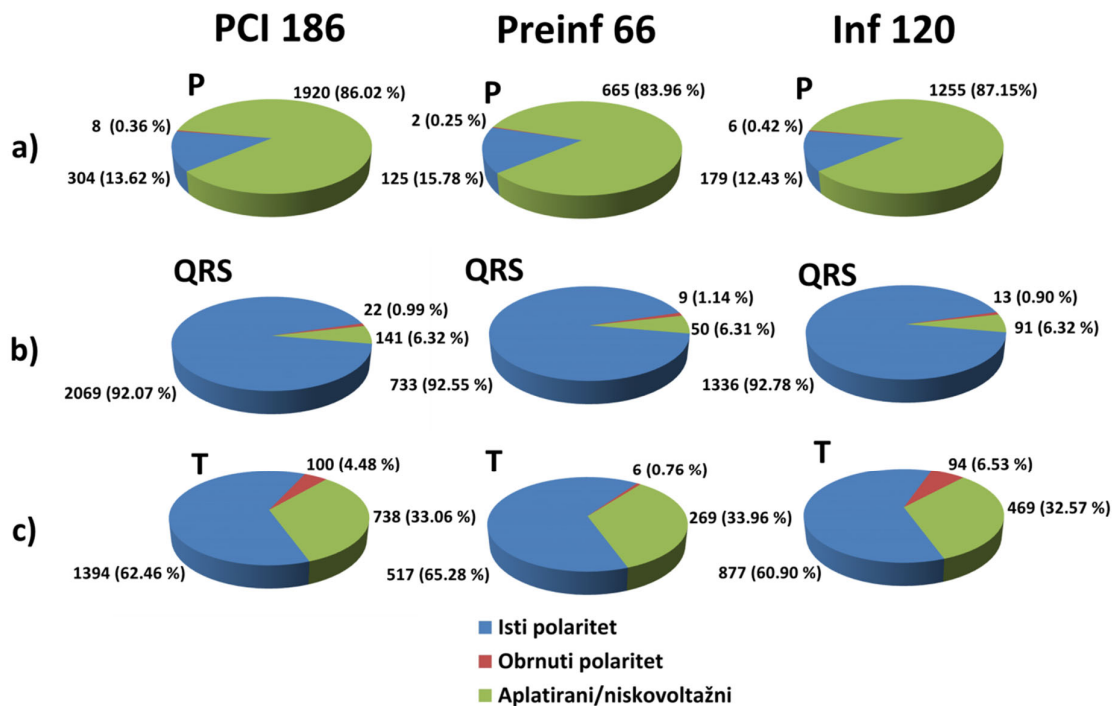 PCI 186
Preinf 66
Inf 120
a)
P
1920 (86.02 %)
8 (0.36 %)
304 (13.62 %)
P
665 (83.96 %)
2 (0.25 %)
125 (15.78 %)
P
1255 (87.15%)
6 (0.42 %)
179 (12.43 %)
b)
QRS
22 (0.99 %)
141 (6.32 %)
2069 (92.07 %)
QRS
9 (1.14 %)
50 (6.31 %)
733 (92.55 %)
QRS
13 (0.90 %)
91 (6.32 %)
1336 (92.78 %)
c)
T
100 (4.48 %)
738 (33.06 %)
1394 (62.46 %)
T
6 (0.76 %)
269 (33.96 %)
517 (65.28 %)
T
94 (6.53 %)
469 (32.57 %)
877 (60.90 %)
Isti polaritet
Obrnuti polaritet
Aplatirani/niskovoltažni